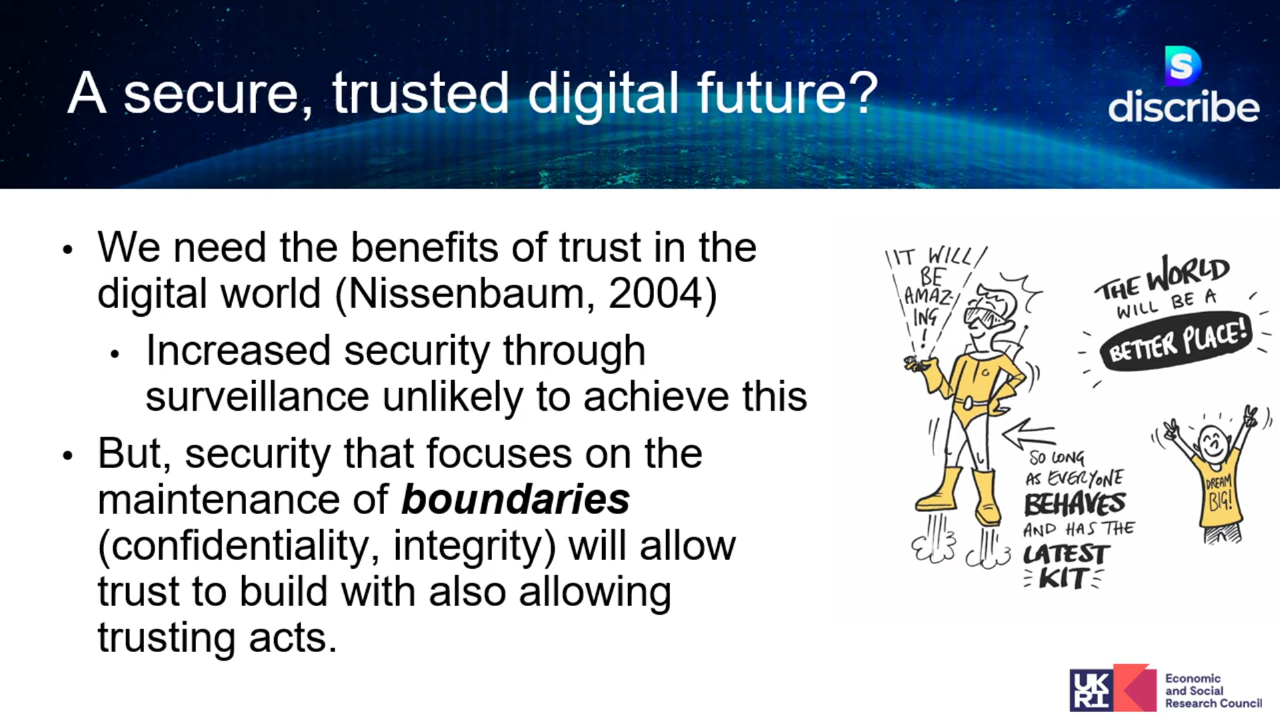 A secure, trusted digital future?
S
discribe
• We need the benefits of trust in the
digital world (Nissenbaum, 2004)
• Increased security through
surveillance unlikely to achieve this
• But, security that focuses on the
maintenance of boundaries
(confidentiality, integrity) will allow
trust to build with also allowing
trusting acts.
IT WILL
BE
AMAZ-
ING
!
THE WORLD
WILL BE A
BETTER PLACE!
SO LONG
AS EVERYONE
BEHAVES
AND HAS THE
LATEST
KIT
DREAM
BIG!
UK
RI
Economic
and Social
Research Council